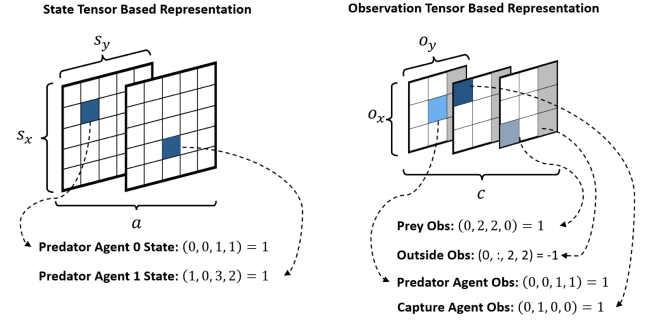 State Tensor Based Representation
s_y
s_x
a
Predator Agent 0 State: (0, 0, 1, 1) = 1
Predator Agent 1 State: (1, 0, 3, 2) = 1
Observation Tensor Based Representation
o_y
o_x
c
Prey Obs: (0, 2, 2, 0) = 1
Outside Obs: (0, :, 2, 2) = -1
Predator Agent Obs: (0, 0, 1, 1) = 1
Capture Agent Obs: (0, 1, 0, 0) = 1